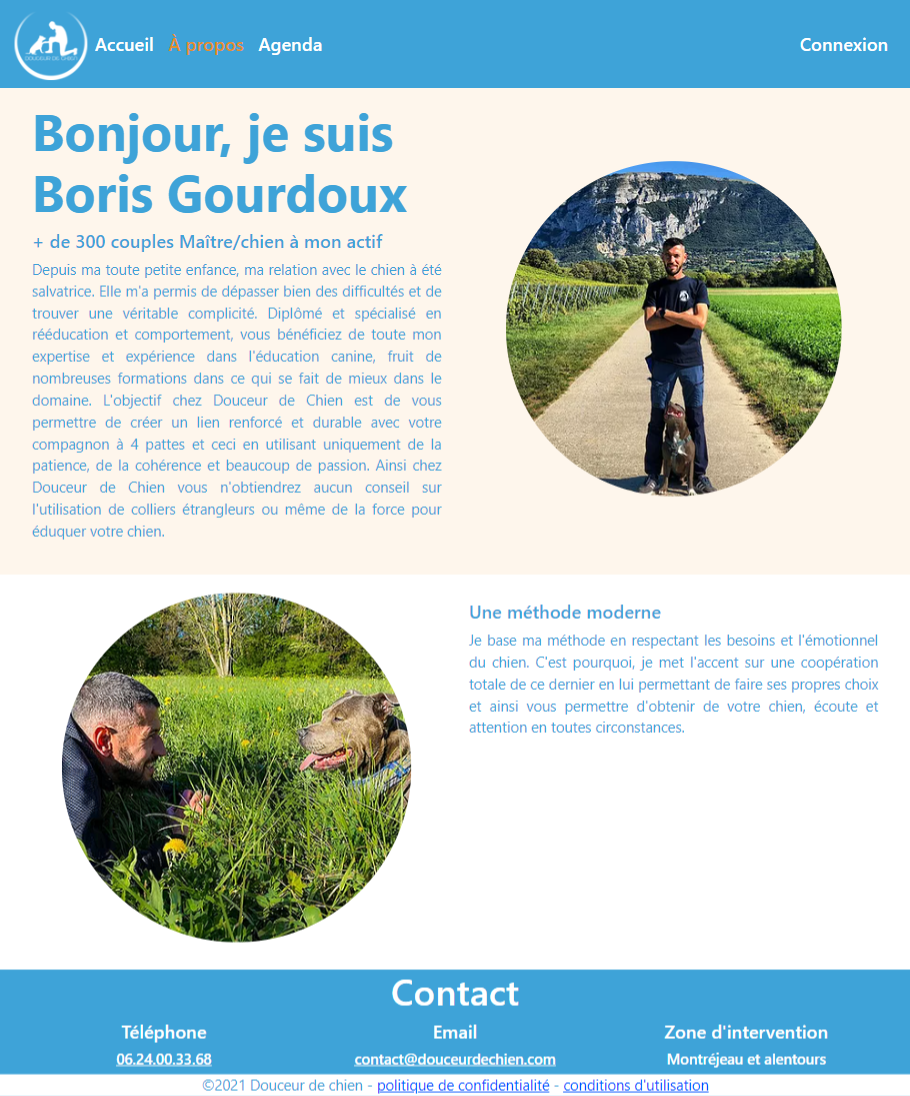 DOUCEUR DE CHIEN
Accueil À propos Agenda Connexion
Bonjour, je suis
Boris Gourdoux
+ de 300 couples Maître/chien à mon actif
Depuis ma toute petite enfance, ma relation avec le chien à été
salvatrice. Elle m'a permis de dépasser bien des difficultés et de
trouver une véritable complicité. Diplômé et spécialisé en
rééducation et comportement, vous bénéficiez de toute mon
expertise et expérience dans l'éducation canine, fruit de
nombreuses formations dans ce qui se fait de mieux dans le
domaine. L'objectif chez Douceur de Chien est de vous
permettre de créer un lien renforcé et durable avec votre
compagnon à 4 pattes et ceci en utilisant uniquement de la
patience, de la cohérence et beaucoup de passion. Ainsi chez
Douceur de Chien vous n'obtiendrez aucun conseil sur
l'utilisation de colliers étrangleurs ou même de la force pour
éduquer votre chien.
Une méthode moderne
Je base ma méthode en respectant les besoins et l'émotionnel
du chien. C'est pourquoi, je met l'accent sur une coopération
totale de ce dernier en lui permettant de faire ses propres choix
et ainsi vous permettre d'obtenir de votre chien, écoute et
attention en toutes circonstances.
Contact
Téléphone
06.24.00.33.68
Email
contact@douceurdechien.com
Zone d'intervention
Montréjeau et alentours
©2021 Douceur de chien - politique de confidentialité - conditions d'utilisation